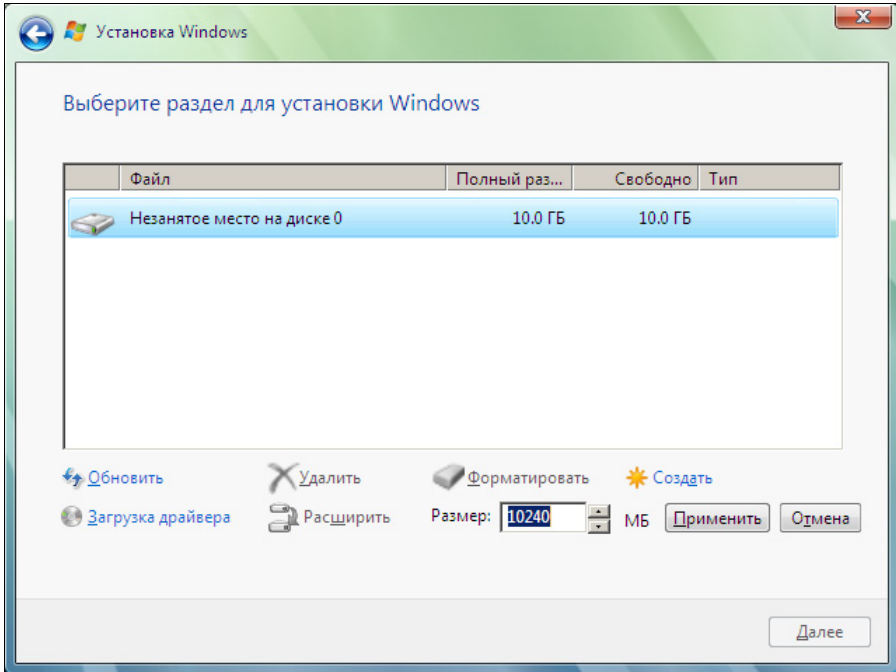 Установка Windows
Выберите раздел для установки Windows
Файл Полный раз... Свободно Тип
Незанятое место на диске 0 10.0 ГБ 10.0 ГБ
Обновить Удалить Форматировать Создать
Загрузка драйвера Расширить Размер: 10240 МБ Применить Отмена
Далее